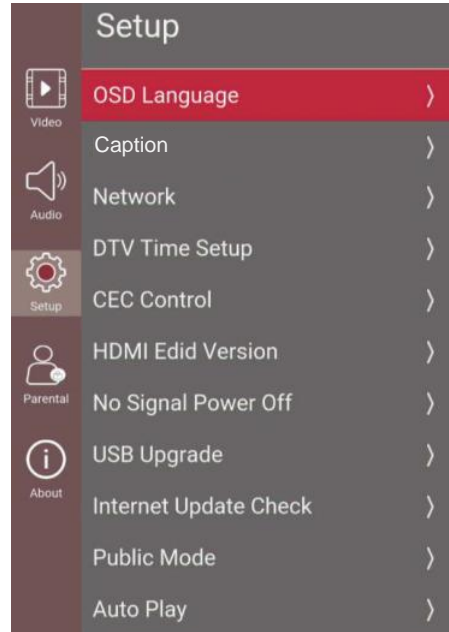 Setup
Video
Audio
Setup
Parental
About
OSD Language
Caption
Network
DTV Time Setup
CEC Control
HDMI Edid Version
No Signal Power Off
USB Upgrade
Internet Update Check
Public Mode
Auto Play